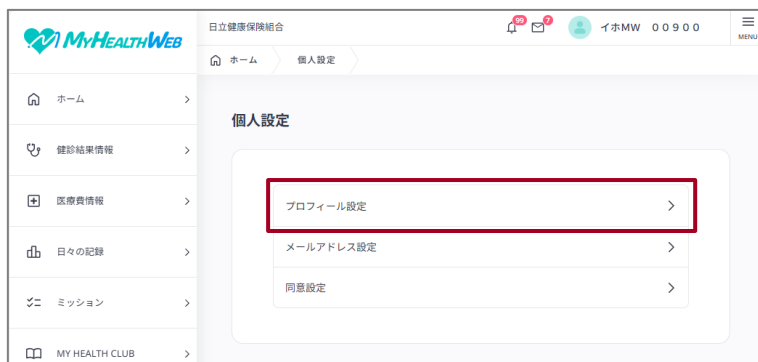 MYHEALTHWEB
日立健康保険組合
99
7
イホMW 00900
MENU
ホーム
個人設定
ホーム
健診結果情報
医療費情報
日々の記録
ミッション
MY HEALTH CLUB
個人設定
プロフィール設定
メールアドレス設定
同意設定